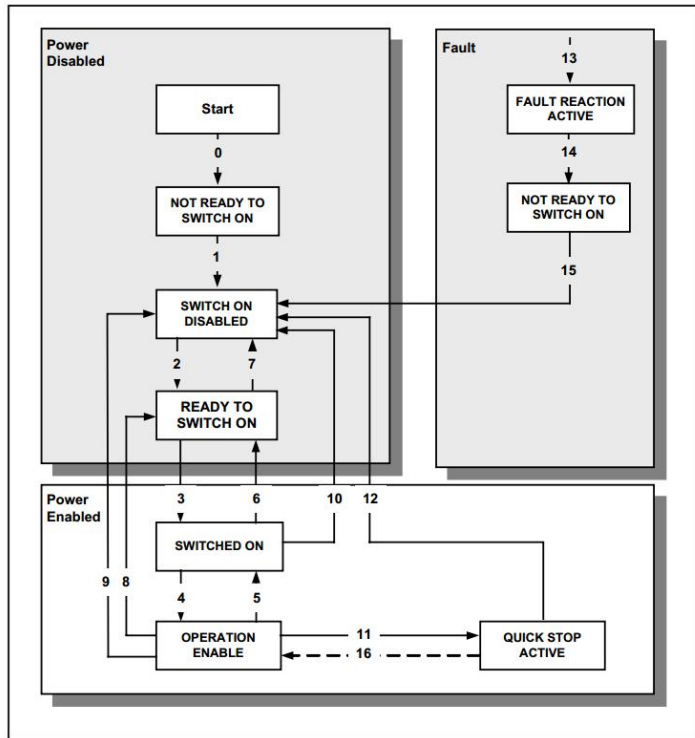 Power
Disabled
Start
0
NOT READY TO
SWITCH ON
1
SWITCH ON
DISABLED
2
7
READY TO
SWITCH ON
Fault
13
FAULT REACTION
ACTIVE
14
NOT READY TO
SWITCH ON
15
Power
Enabled
3
6
10
12
SWITCHED ON
9
8
4
5
OPERATION
ENABLE
11
16
QUICK STOP
ACTIVE